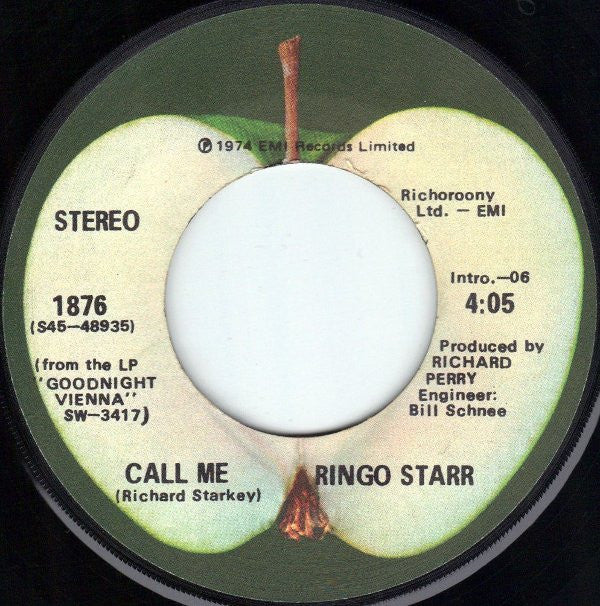 ℗ 1974 EMI Records Limited
STEREO
Richoroony
Ltd. — EMI
1876
(S45—48935)
Intro.—06
4:05
(from the LP
'GOODNIGHT
VIENNA"
SW—3417)
Produced by
RICHARD
PERRY
Engineer:
Bill Schnee
CALL ME
(Richard Starkey)
RINGO STARR